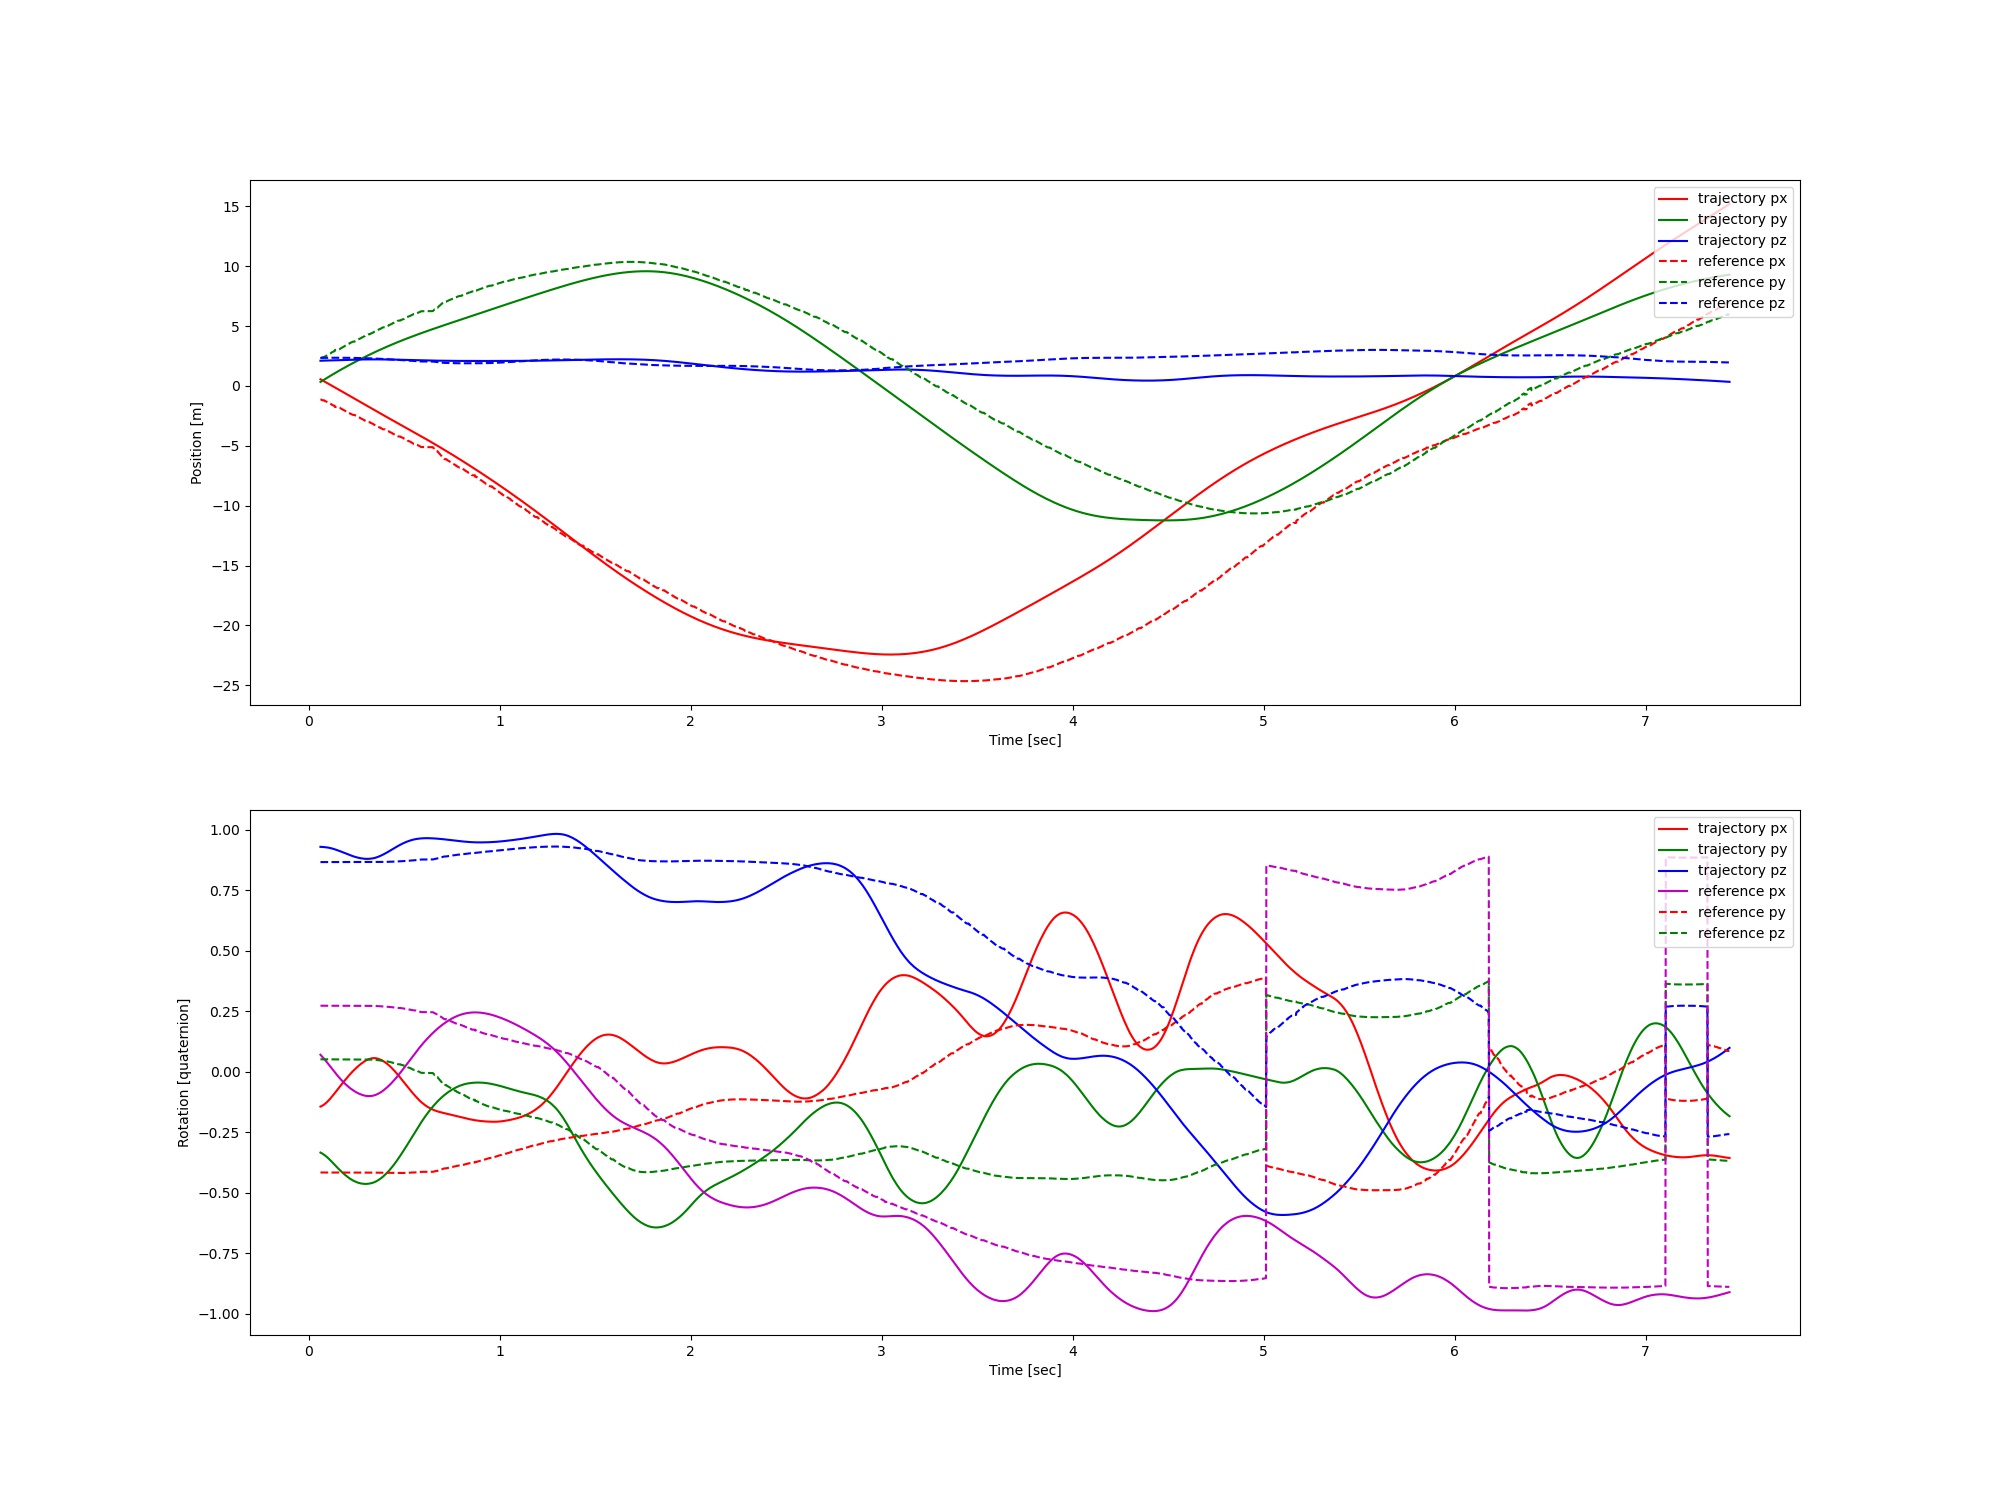 15
10
5
0
−5
−10
−15
−20
−25
Position [m]
0 1 2 3 4 5 6 7
Time [sec]
trajectory px
trajectory py
trajectory pz
reference px
reference py
reference pz
1.00
0.75
0.50
0.25
0.00
−0.25
−0.50
−0.75
−1.00
Rotation [quaternion]
0 1 2 3 4 5 6 7
Time [sec]
trajectory px
trajectory py
trajectory pz
reference px
reference py
reference pz